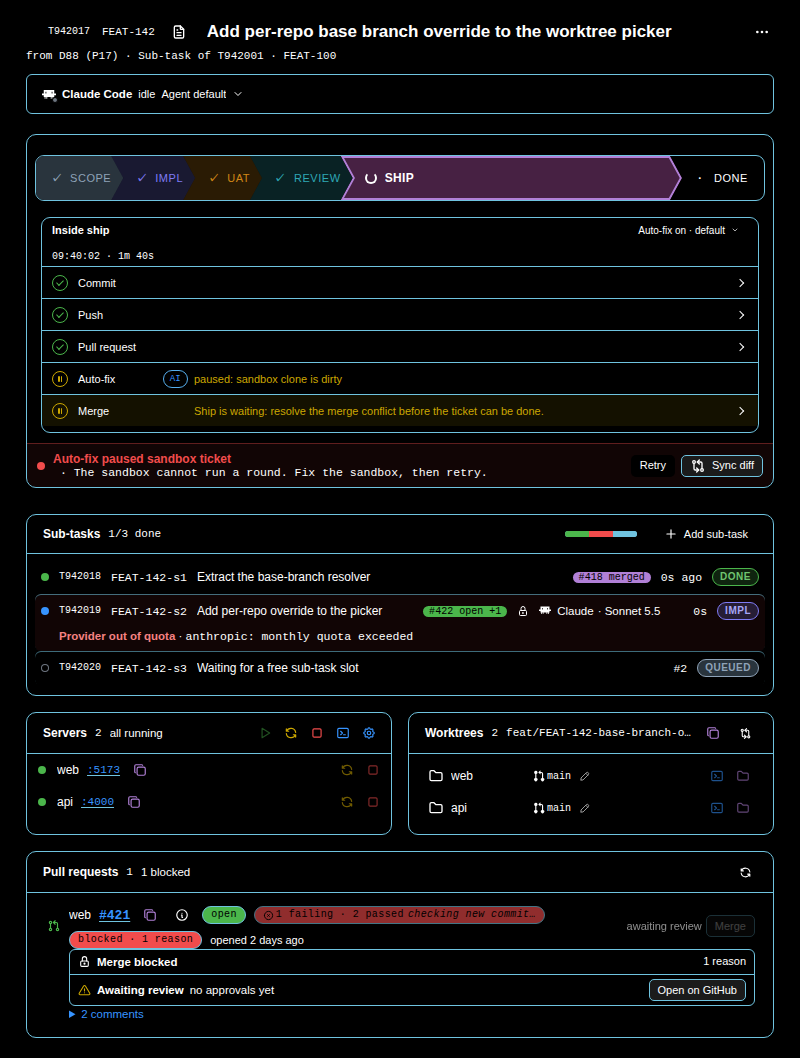 T942017 FEAT-142 Add per-repo base branch override to the worktree picker
from D88 (P17) · Sub-task of T942001 · FEAT-100
Claude Code idle Agent default
SCOPE IMPL UAT REVIEW SHIP · DONE
Inside ship Auto-fix on · default
09:40:02 · 1m 40s
Commit
Push
Pull request
Auto-fix AI paused: sandbox clone is dirty
Merge Ship is waiting: resolve the merge conflict before the ticket can be done.
Auto-fix paused sandbox ticket
· The sandbox cannot run a round. Fix the sandbox, then retry.
Retry Sync diff
Sub-tasks 1/3 done Add sub-task
T942018 FEAT-142-s1 Extract the base-branch resolver #418 merged 0s ago DONE
T942019 FEAT-142-s2 Add per-repo override to the picker #422 open +1 Claude · Sonnet 5.5 0s IMPL
Provider out of quota · anthropic: monthly quota exceeded
T942020 FEAT-142-s3 Waiting for a free sub-task slot #2 QUEUED
Servers 2 all running
web :5173
api :4000
Worktrees 2 feat/FEAT-142-base-branch-o…
web main
api main
Pull requests 1 1 blocked
web #421 open 1 failing · 2 passed checking new commit…
blocked · 1 reason opened 2 days ago
awaiting review Merge
Merge blocked 1 reason
Awaiting review no approvals yet Open on GitHub
2 comments